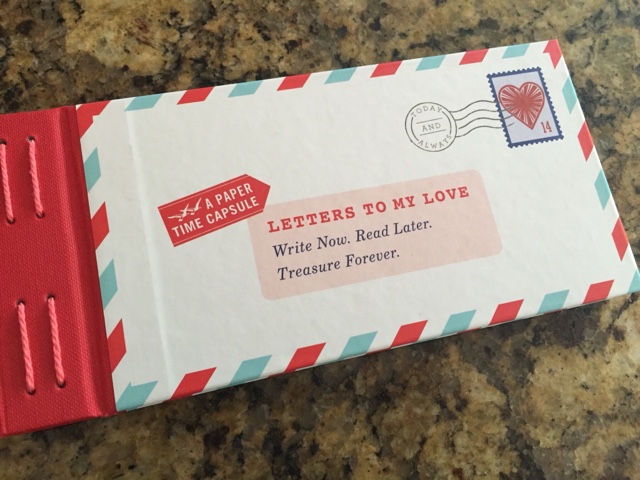 TODAY
AND
ALWAYS
14
A PAPER
TIME CAPSULE
LETTERS TO MY LOVE
Write Now. Read Later.
Treasure Forever.